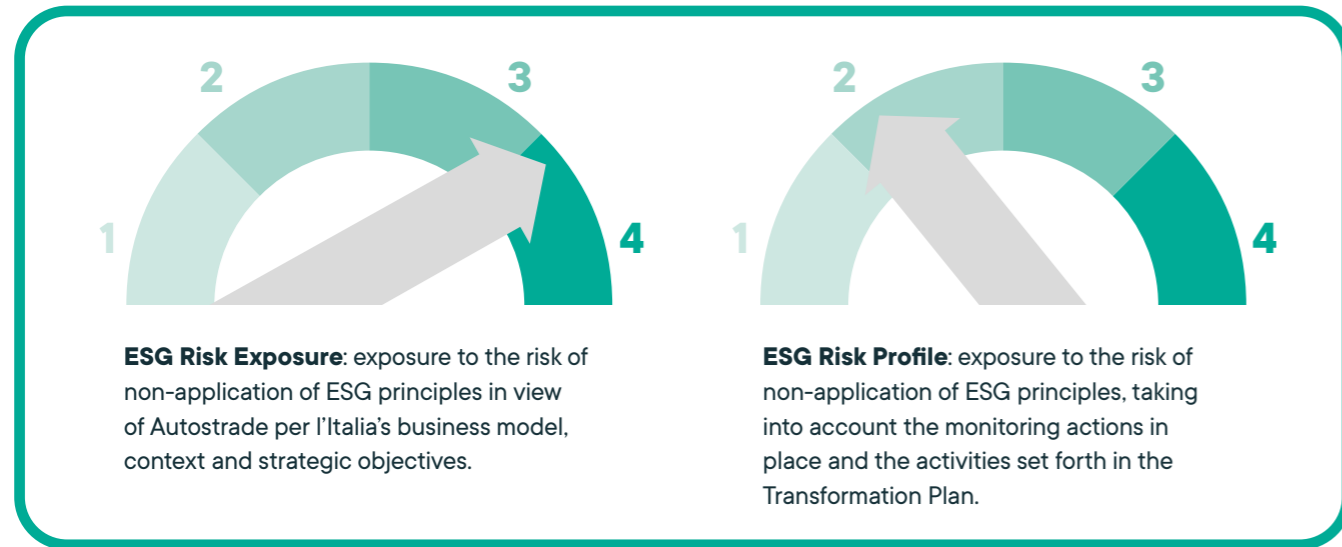 2
3
1
4
ESG Risk Exposure: exposure to the risk of
non-application of ESG principles in view
of Autostrade per l'Italia's business model,
context and strategic objectives.
2
3
1
4
ESG Risk Profile: exposure to the risk of
non-application of ESG principles, taking
into account the monitoring actions in
place and the activities set forth in the
Transformation Plan.